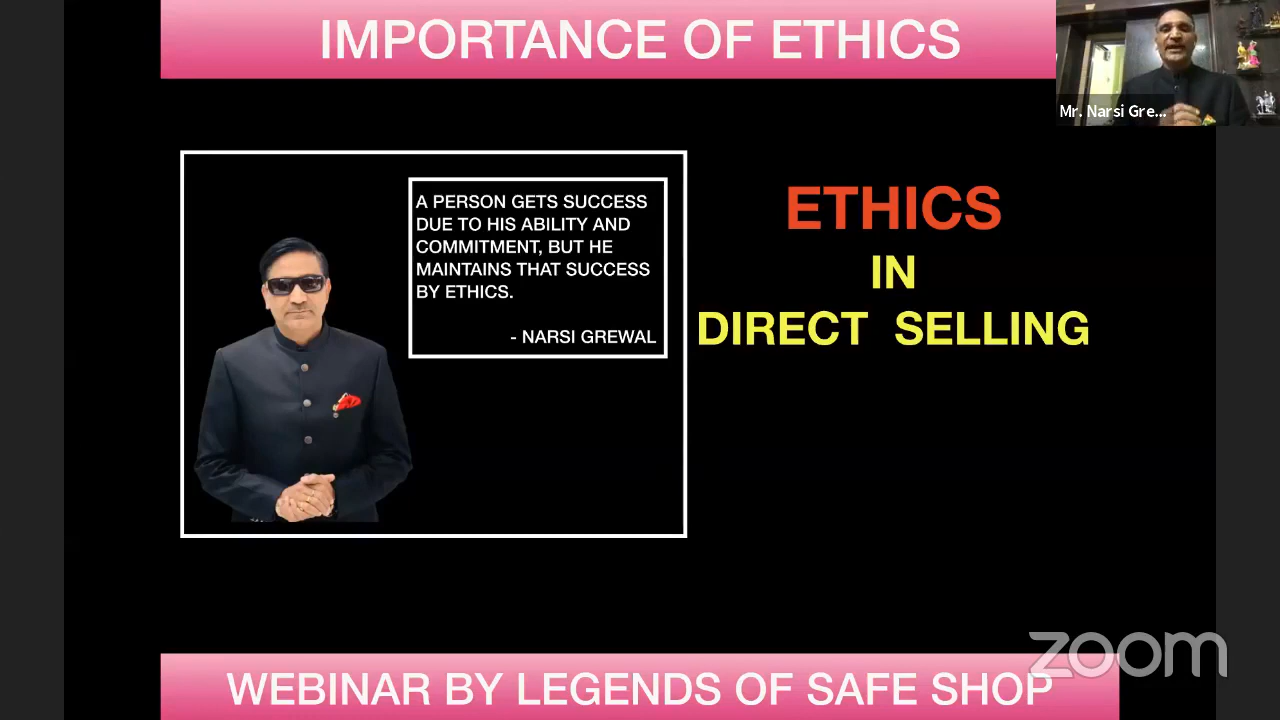 IMPORTANCE OF ETHICS
Mr. Narsi Gre...
A PERSON GETS SUCCESS
DUE TO HIS ABILITY AND
COMMITMENT, BUT HE
MAINTAINS THAT SUCCESS
BY ETHICS.
- NARSI GREWAL
ETHICS
IN
DIRECT SELLING
zoom
WEBINAR BY LEGENDS OF SAFE SHOP